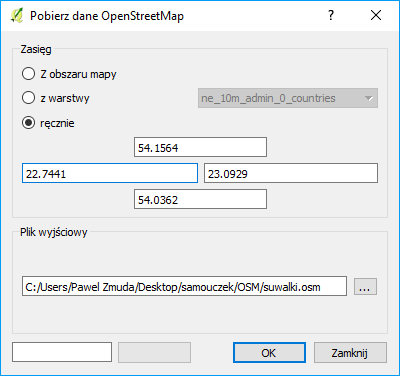 Pobierz dane OpenStreetMap
Zasięg
Z obszaru mapy
z warstwy
ne_10m_admin_0_countries
ręcznie
54.1564
22.7441
23.0929
54.0362
Plik wyjściowy
C:/Users/Pawel Zmuda/Desktop/samouczek/OSM/suwalki.osm
...
OK
Zamknij